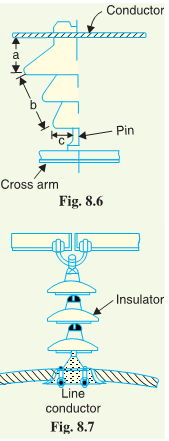 Conductor
a
b
c
Pin
Cross arm
Fig. 8.6
Insulator
Line
conductor
Fig. 8.7